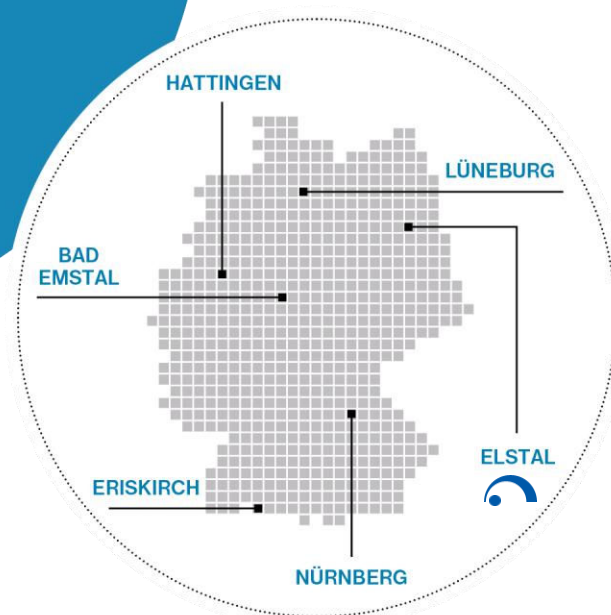 HATTINGEN
LÜNEBURG
BAD
EMSTAL
ELSTAL
ERISKIRCH
NÜRNBERG